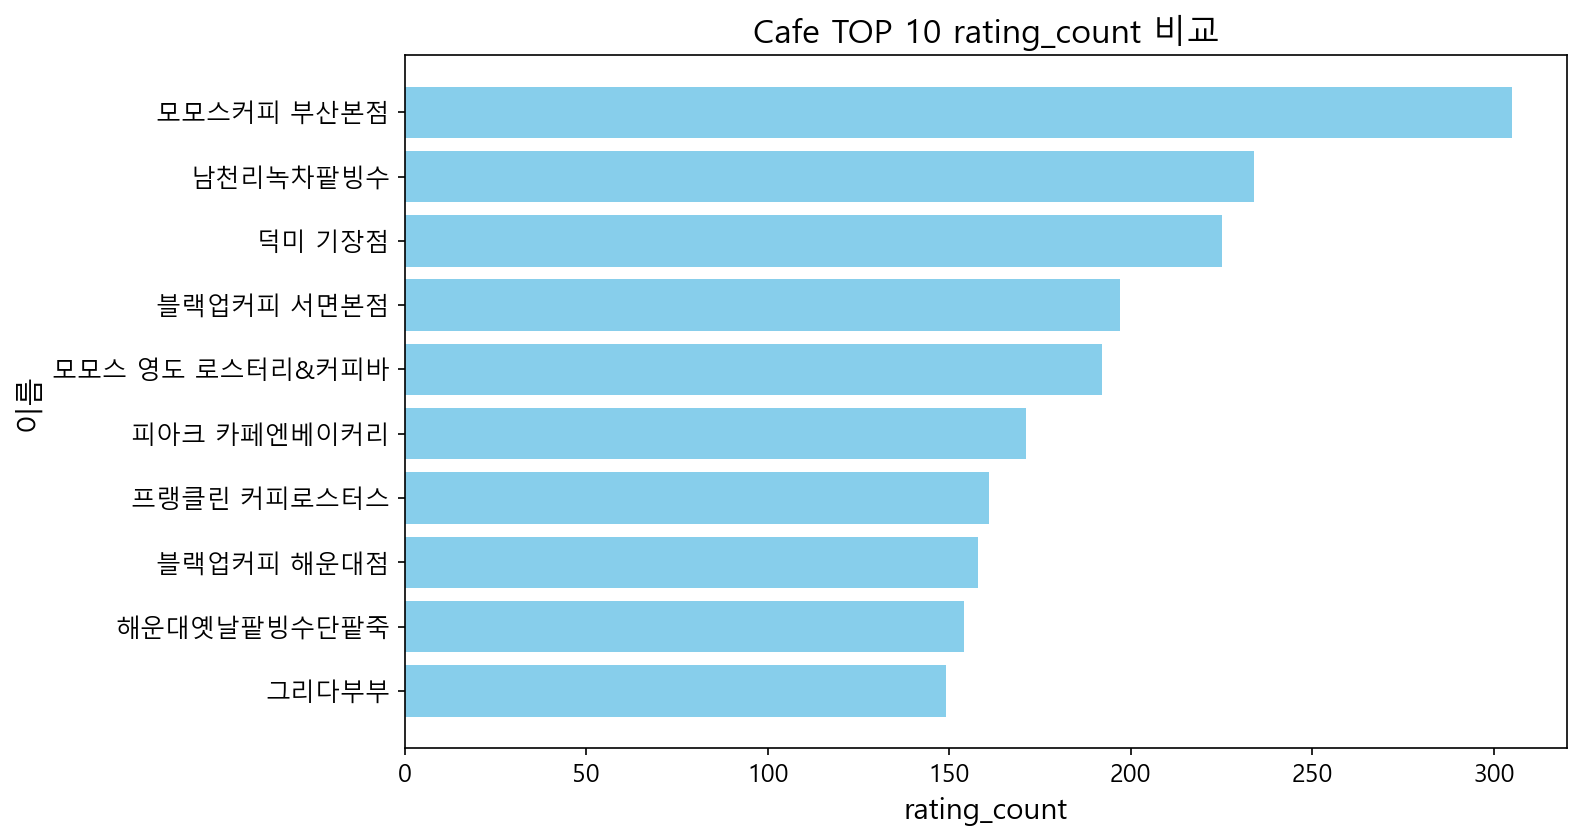 Cafe TOP 10 rating_count 비교
이름
모모스커피 부산본점
남천리녹차팥빙수
덕미 기장점
블랙업커피 서면본점
모모스 영도 로스터리&커피바
피아크 카페엔베이커리
프랭클린 커피로스터스
블랙업커피 해운대점
해운대옛날팥빙수단팥죽
그리다부부
0 50 100 150 200 250 300
rating_count